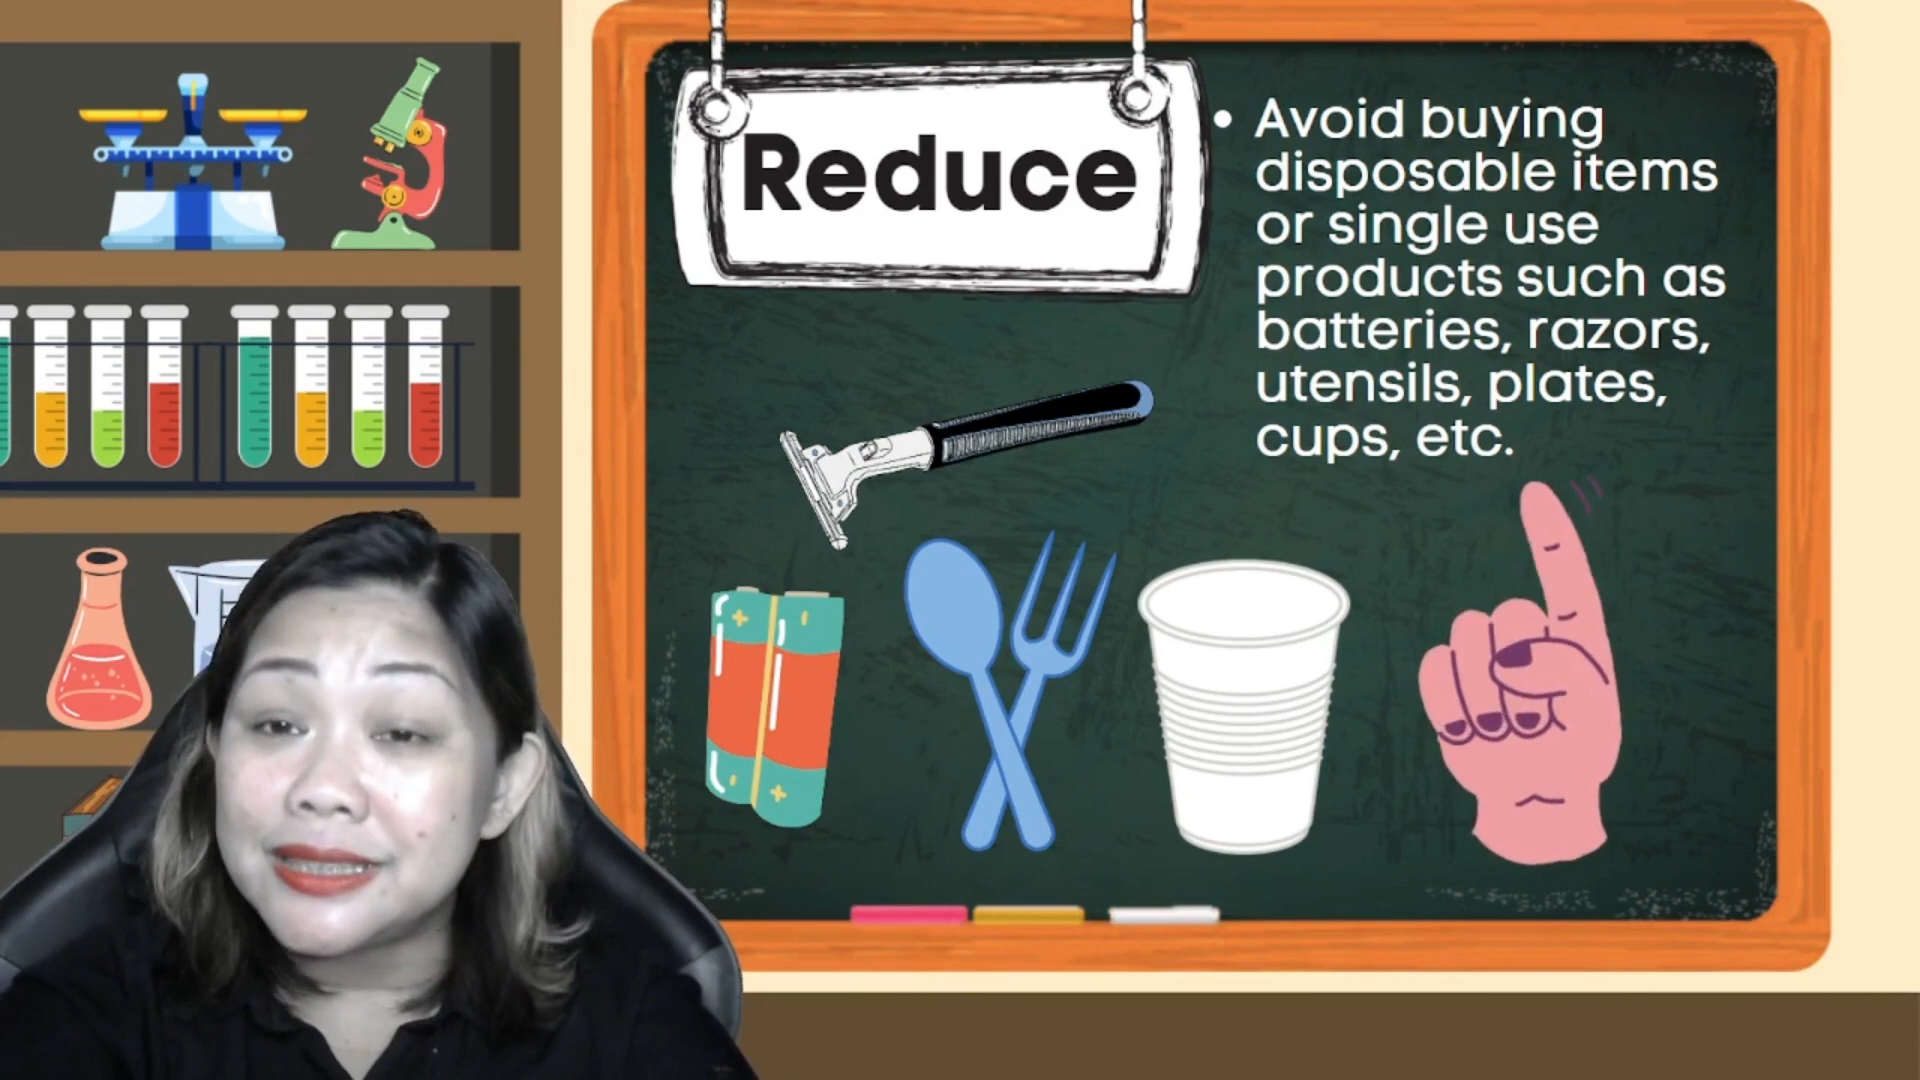 Reduce
• Avoid buying
disposable items
or single use
products such as
batteries, razors,
utensils, plates,
cups, etc.